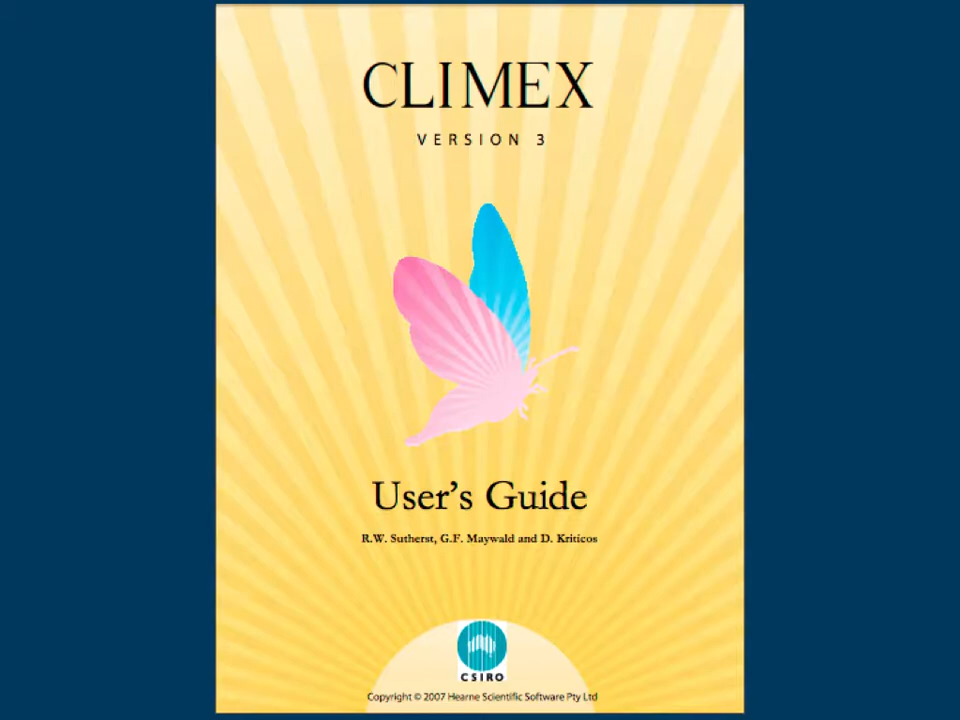 CLIMEX
VERSION 3
User's Guide
R.W. Sutherst, G.F. Maywald and D. Kriticos
CSIRO
Copyright © 2007 Hearne Scientific Software Pty Ltd